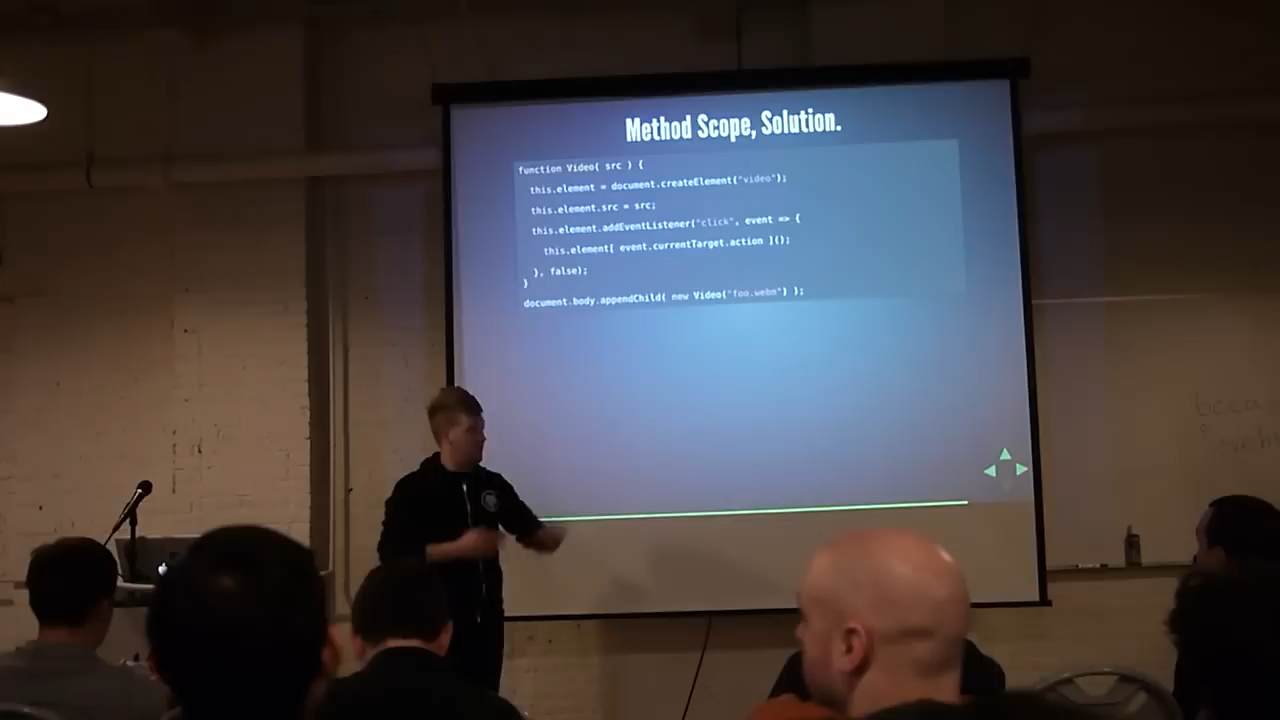 Method Scope, Solution.
function Video( src ) {
this.element = document.createElement("video");
this.element.src = src;
this.element.addEventListener("click", event => {
this.element[ event.currentTarget.action ]();
}, false);
}
document.body.appendChild( new Video("foo.webm") );